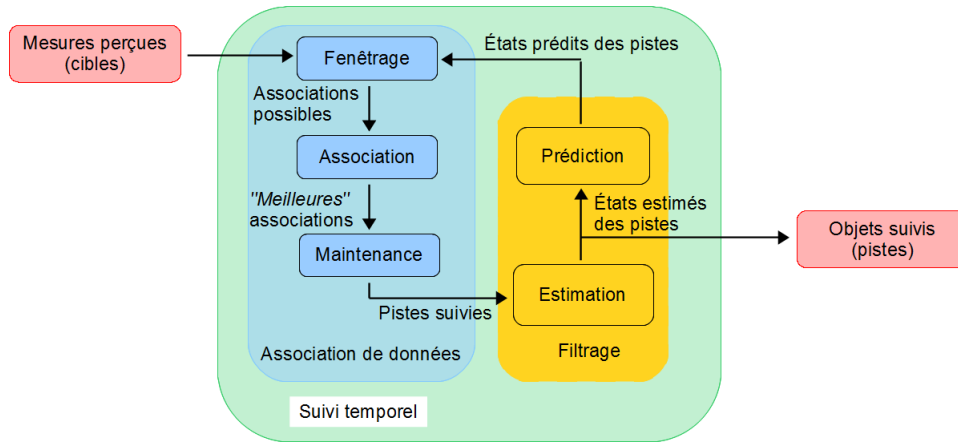 Mesures perçues
(cibles)
Fenêtrage
États prédits des pistes
Associations
possibles
Association
Prédiction
"Meilleures"
associations
États estimés
des pistes
Maintenance
Objets suivis
(pistes)
Estimation
Pistes suivies
Association de données
Filtrage
Suivi temporel